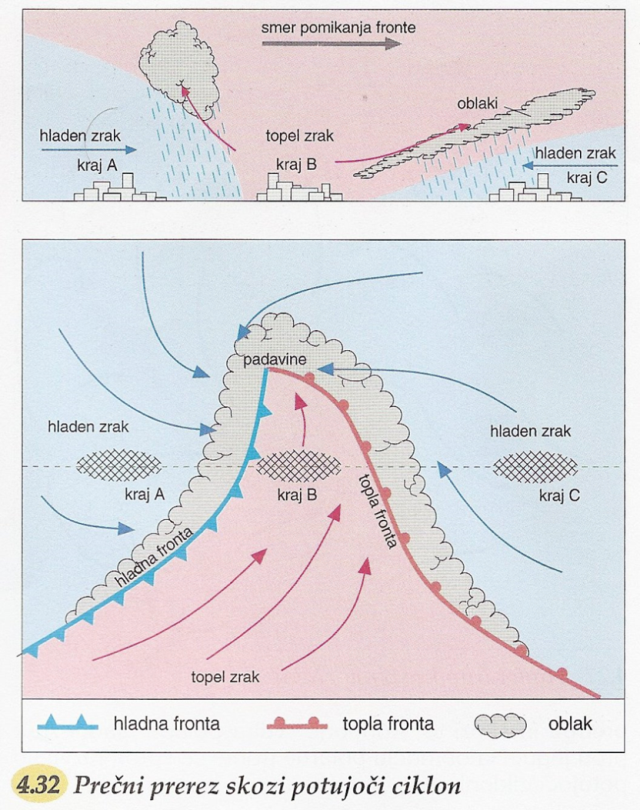 smer pomikanja fronte
oblaki
hladen zrak
kraj A
topel zrak
kraj B
hladen zrak
kraj C
padavine
hladen zrak
kraj A
kraj B
hladen zrak
kraj C
hladna fronta
topla fronta
topel zrak
hladna fronta
topla fronta
oblak
4.32 Prečni prerez skozi potujoči ciklon